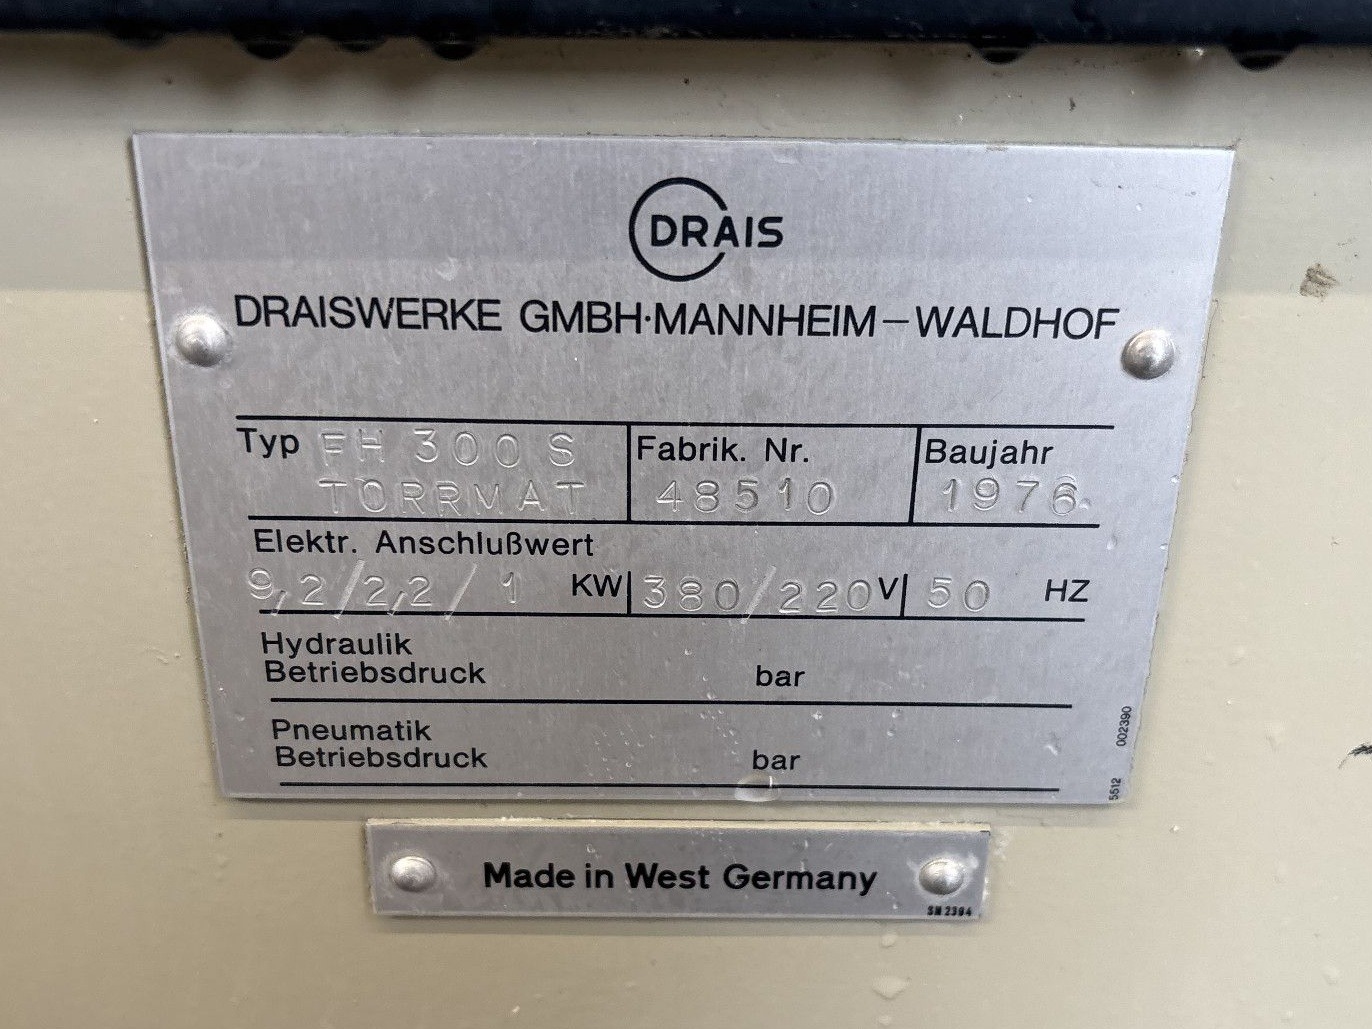 DRAIS
DRAISWERKE GMBH·MANNHEIM–WALDHOF
Typ FH 300 S
TORRMAT
Fabrik. Nr.
48510
Baujahr
1976
Elektr. Anschlußwert
9,2/2,2/ 1 KW 380/220V 50 HZ
Hydraulik
Betriebsdruck bar
Pneumatik
Betriebsdruck bar
5512 002390
Made in West Germany
SN 2394